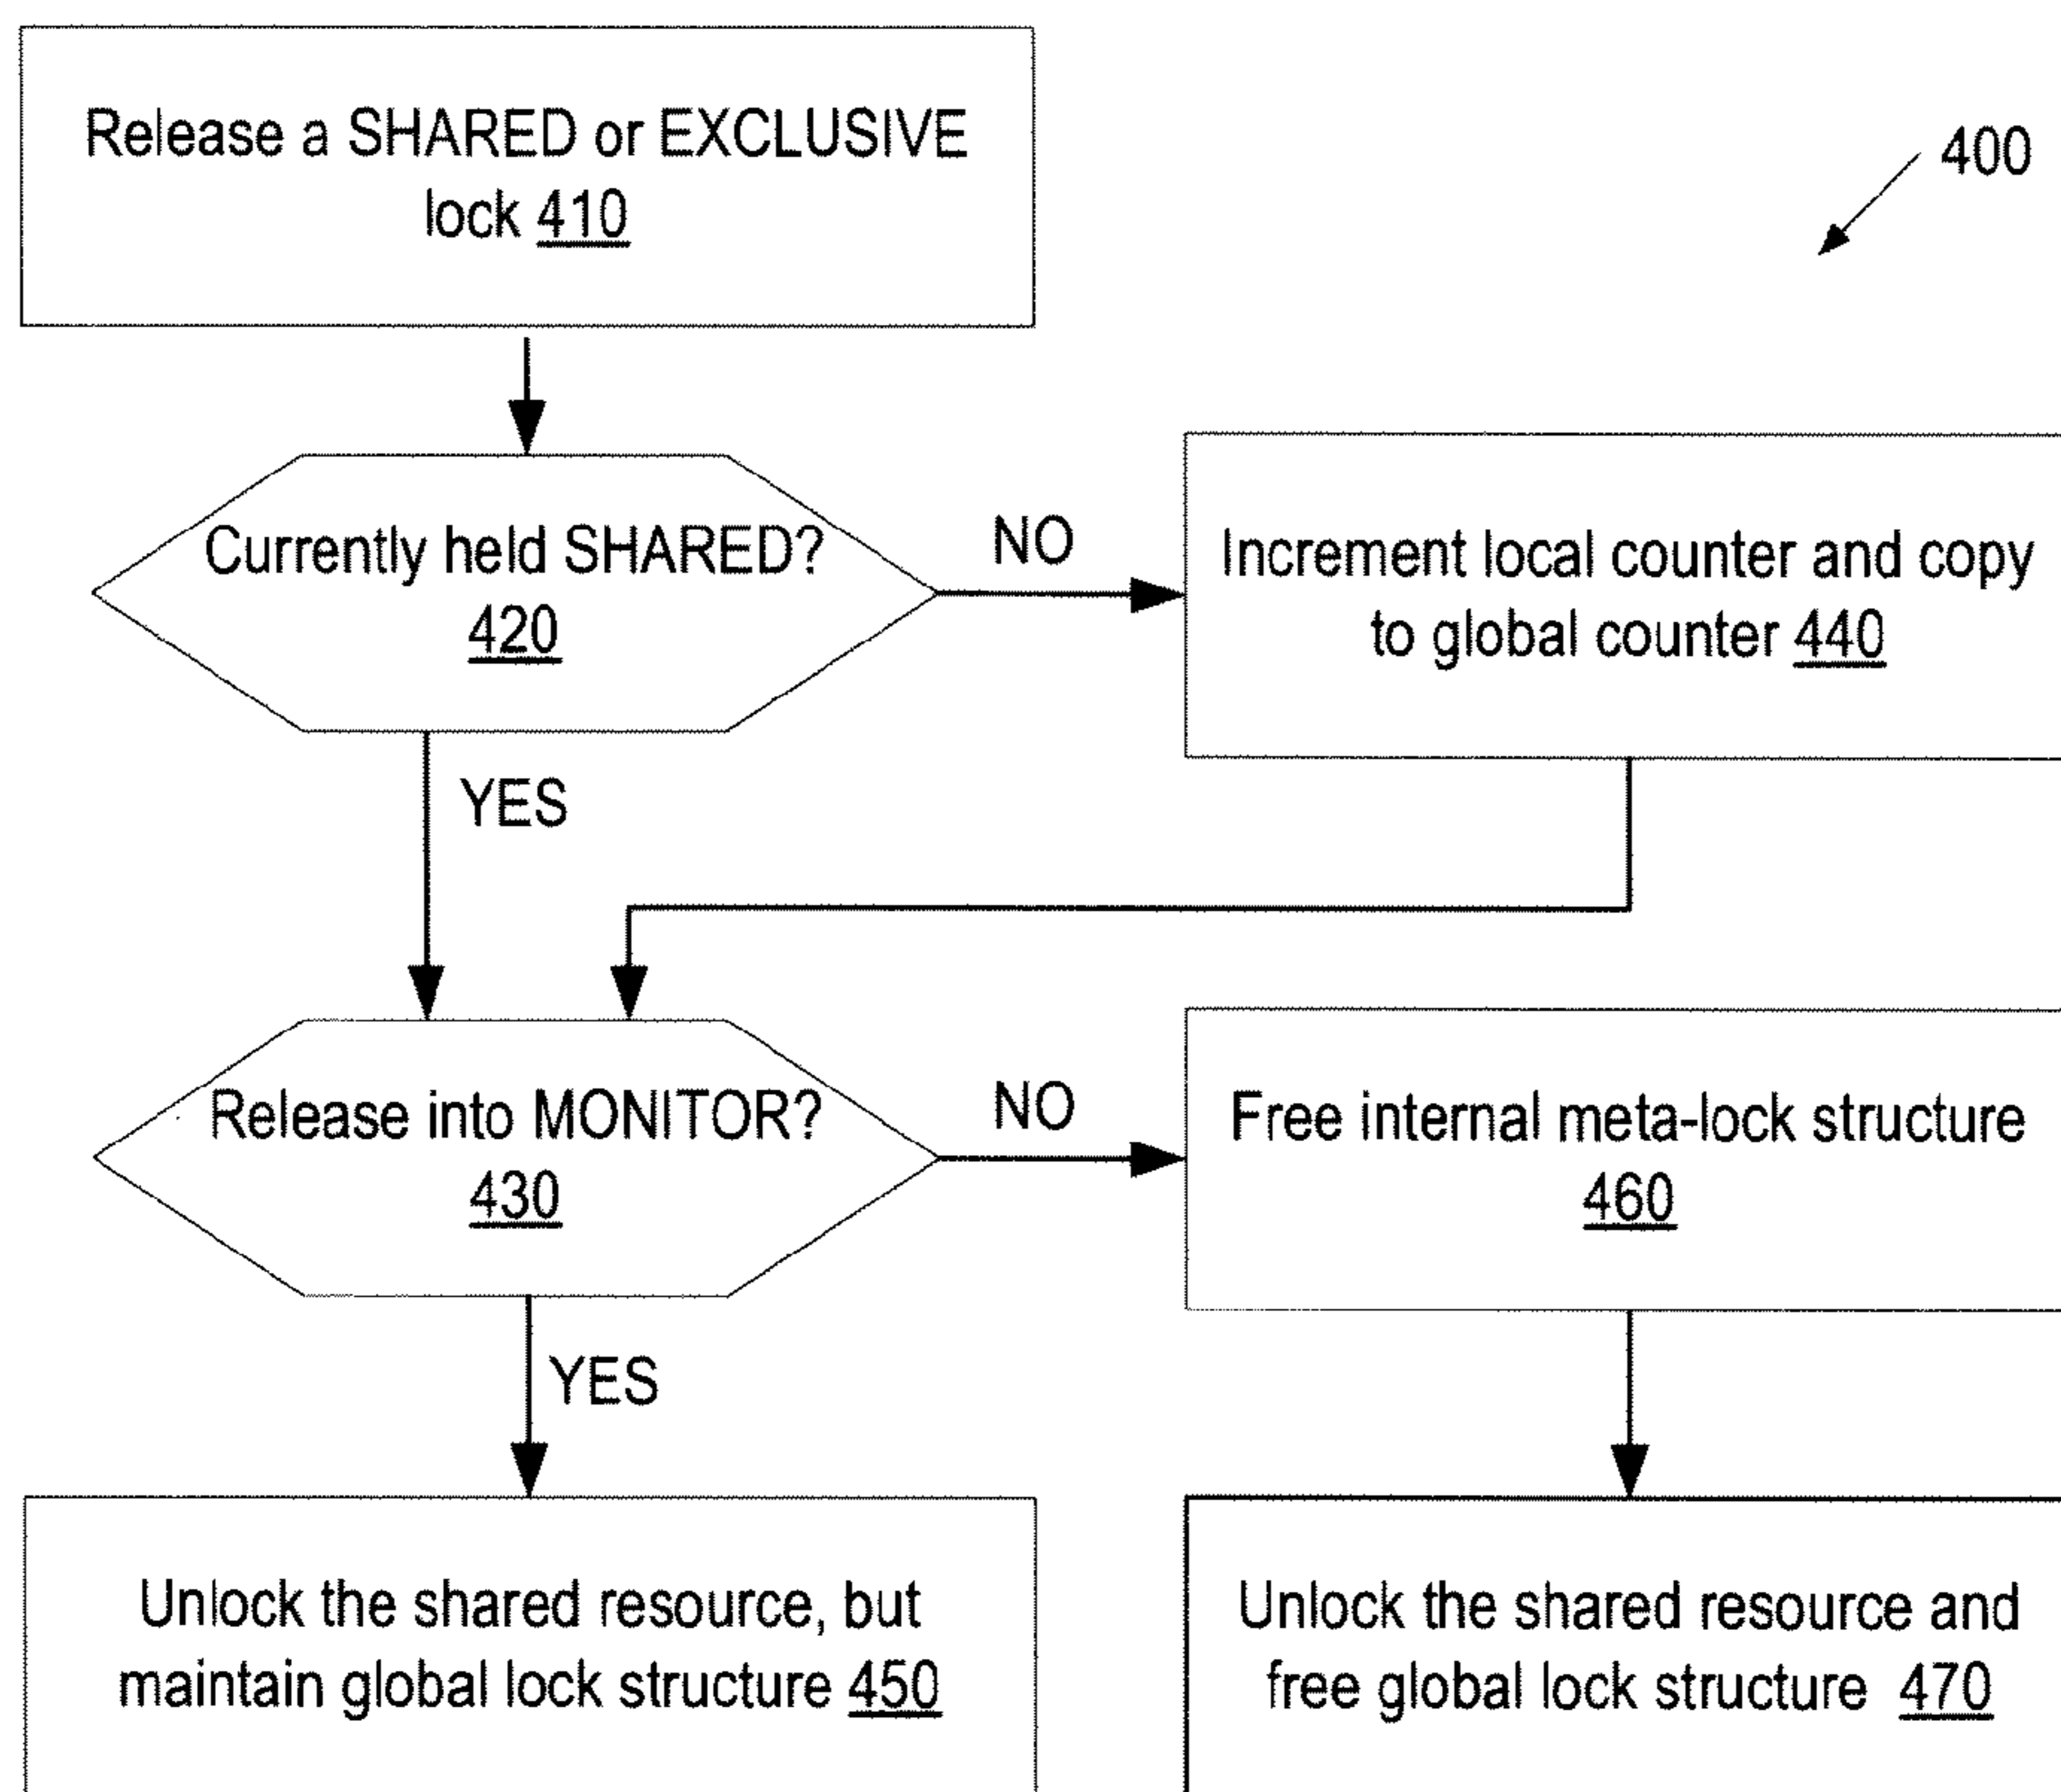 Release a SHARED or EXCLUSIVE
lock 410
400
Currently held SHARED?
420
NO
Increment local counter and copy
to global counter 440
YES
Release into MONITOR?
430
NO
Free internal meta-lock structure
460
YES
Unlock the shared resource, but
maintain global lock structure 450
Unlock the shared resource and
free global lock structure 470